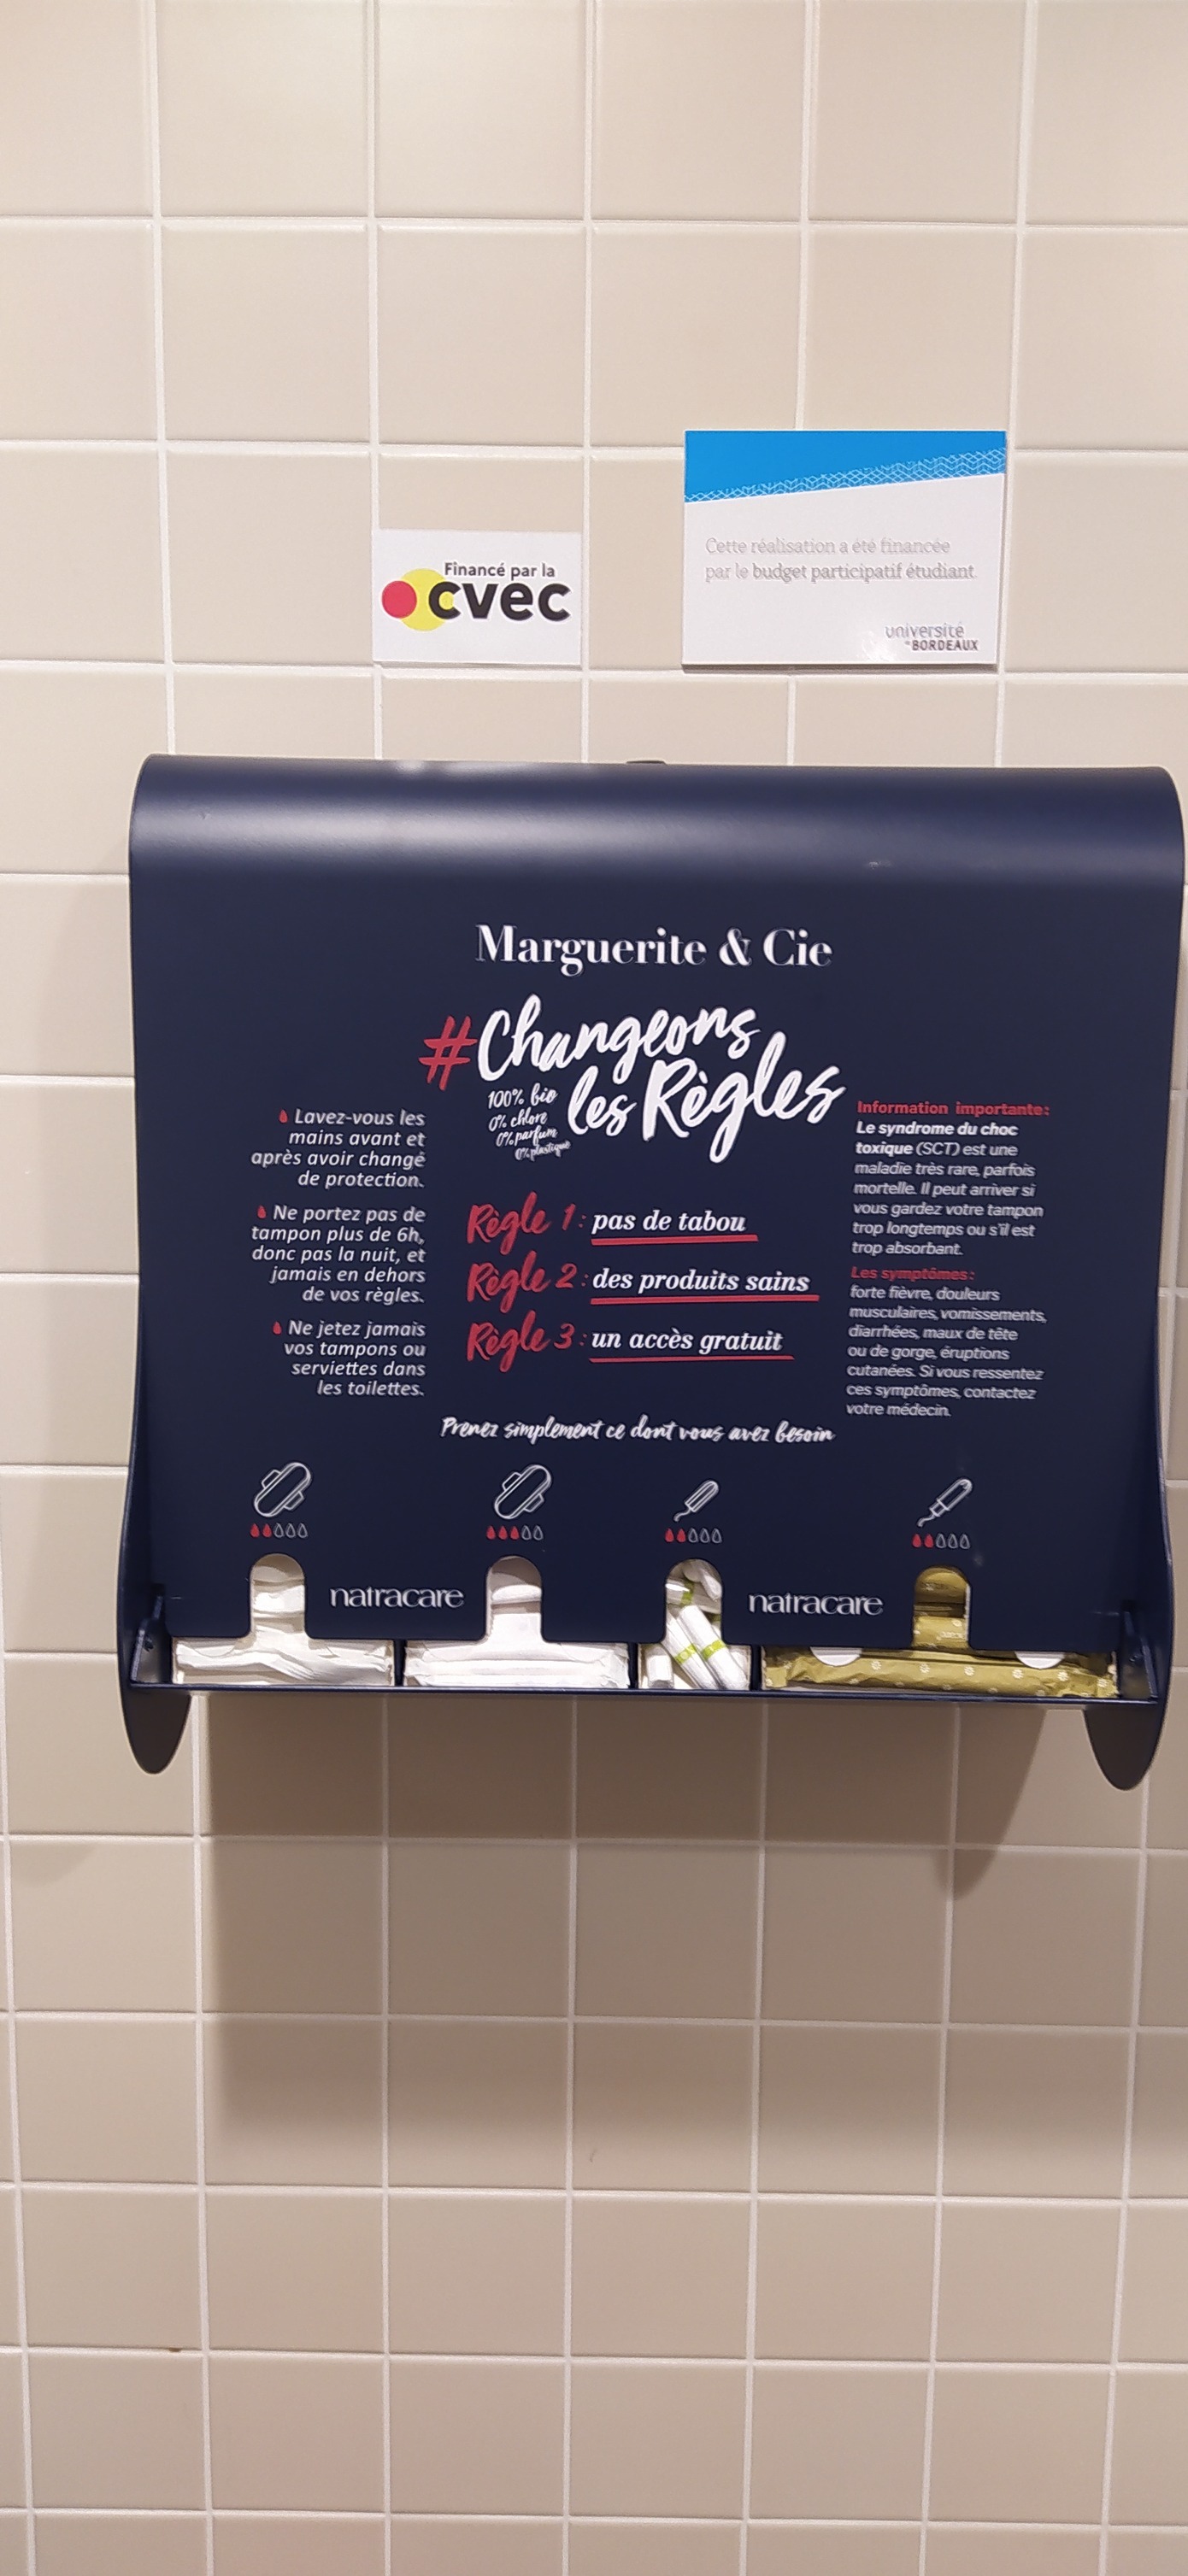 Financé par la
cvec
Cette réalisation a été financée
par le budget participatif étudiant.
université
de BORDEAUX
Marguerite & Cie
#Changeons
les Règles
100% bio
0% chlore
0% parfum
0% plastique
Lavez-vous les
mains avant et
après avoir changé
de protection.
Ne portez pas de
tampon plus de 6h,
donc pas la nuit, et
jamais en dehors
de vos règles.
Ne jetez jamais
vos tampons ou
serviettes dans
les toilettes.
Règle 1 : pas de tabou
Règle 2 : des produits sains
Règle 3 : un accès gratuit
Information importante :
Le syndrome du choc
toxique (SCT) est une
maladie très rare, parfois
mortelle. Il peut arriver si
vous gardez votre tampon
trop longtemps ou s'il est
trop absorbant.
Les symptômes :
forte fièvre, douleurs
musculaires, vomissements,
diarrhées, maux de tête
ou de gorge, éruptions
cutanées. Si vous ressentez
ces symptômes, contactez
votre médecin.
Prenez simplement ce dont vous avez besoin
natracare
natracare